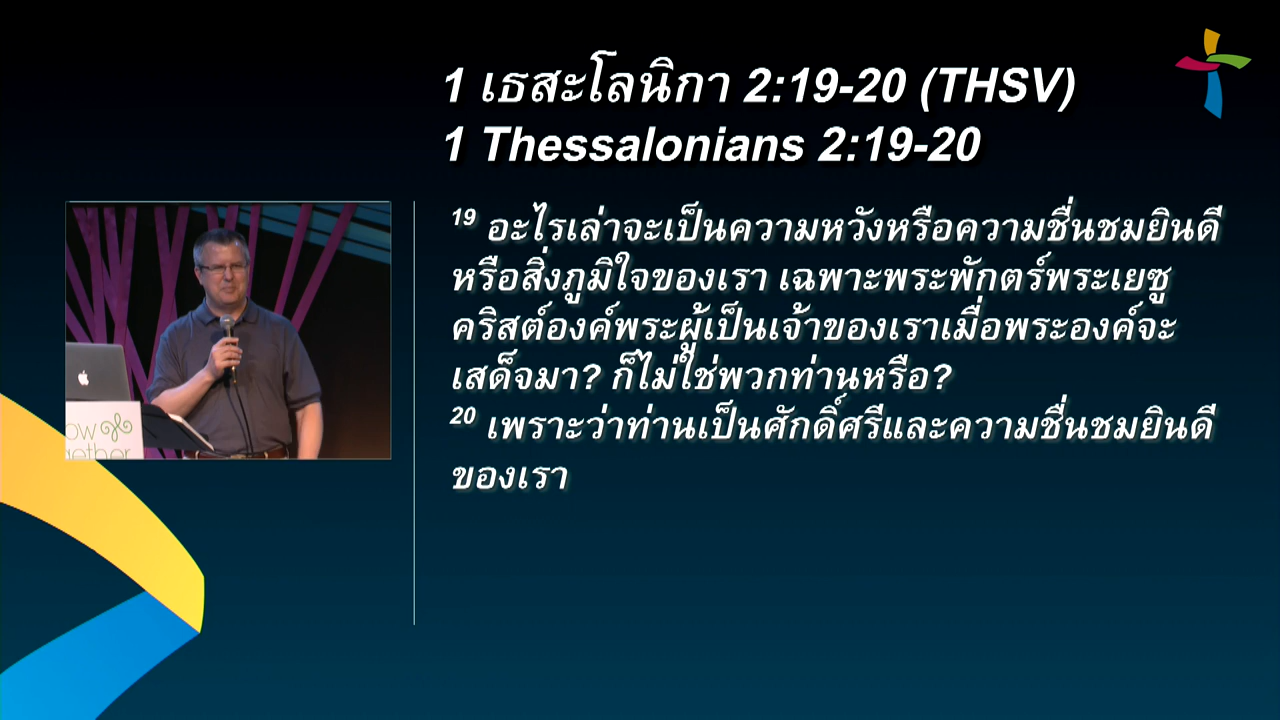 1 เธสะโลนิกา 2:19-20 (THSV)
1 Thessalonians 2:19-20
19 อะไรเล่าจะเป็นความหวังหรือความชื่นชมยินดี
หรือสิ่งภูมิใจของเรา เฉพาะพระพักตร์พระเยซู
คริสต์องค์พระผู้เป็นเจ้าของเราเมื่อพระองค์จะ
เสด็จมา? ก็ไม่ใช่พวกท่านหรือ?
20 เพราะว่าท่านเป็นศักดิ์ศรีและความชื่นชมยินดี
ของเรา